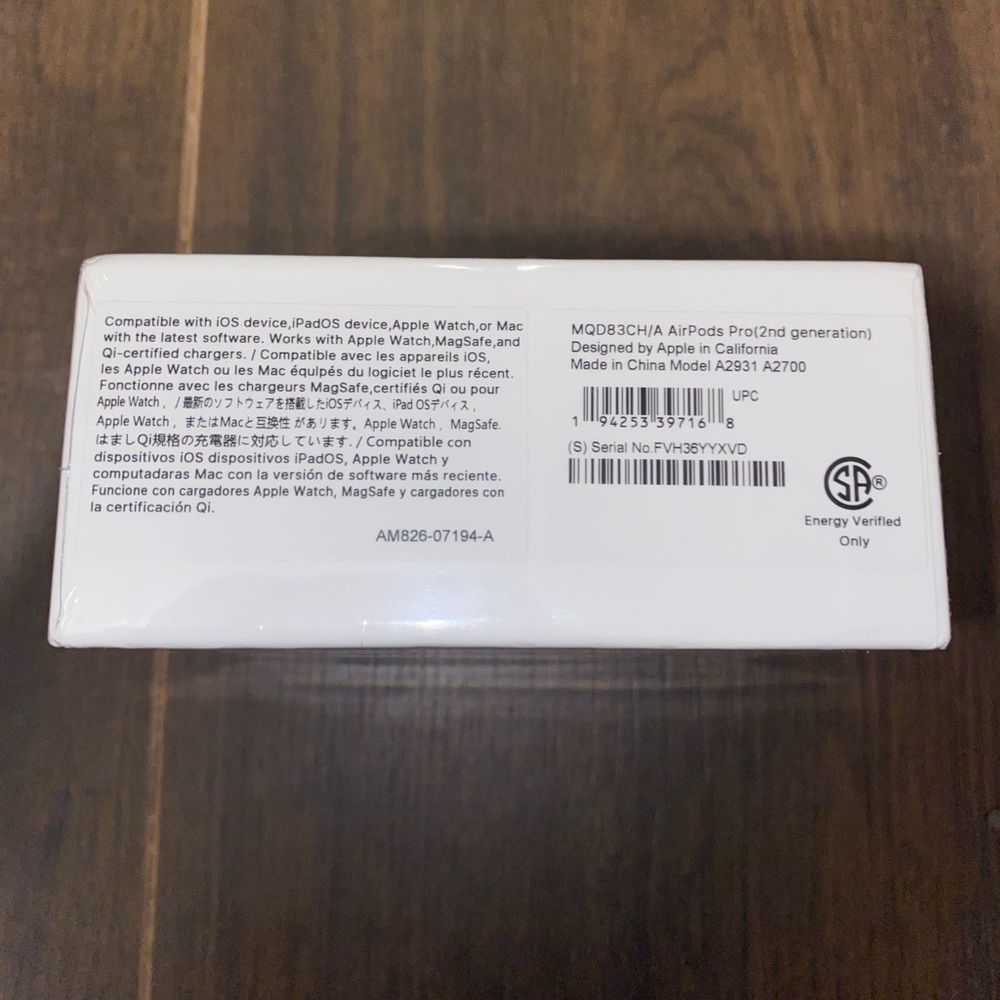 Compatible with iOS device,iPadOS device,Apple Watch,or Mac
with the latest software. Works with Apple Watch,MagSafe,and
Qi-certified chargers. / Compatible avec les appareils iOS,
les Apple Watch ou les Mac équipés du logiciet le plus récent.
Fonctionne avec les chargeurs MagSafe,certifiés Qi ou pour
Apple Watch , / 最新のソフトウェアを搭載したiOSデバイス、iPad OSデバイス ,
Apple Watch , またはMacと互換性 があります。Apple Watch , MagSafe.
はましQi規格の充電器に対応しています. / Compatible con
dispositivos iOS dispositivos iPadOS, Apple Watch y
computadaras Mac con la versión de software más reciente.
Funcione con cargadores Apple Watch, MagSafe y cargadores con
la certificación Qi.
AM826-07194-A
MQD83CH/A AirPods Pro(2nd generation)
Designed by Apple in California
Made in China Model A2931 A2700
UPC
1 94253 39716 8
(S) Serial No.FVH36YYXVD
SA®
Energy Verified
Only